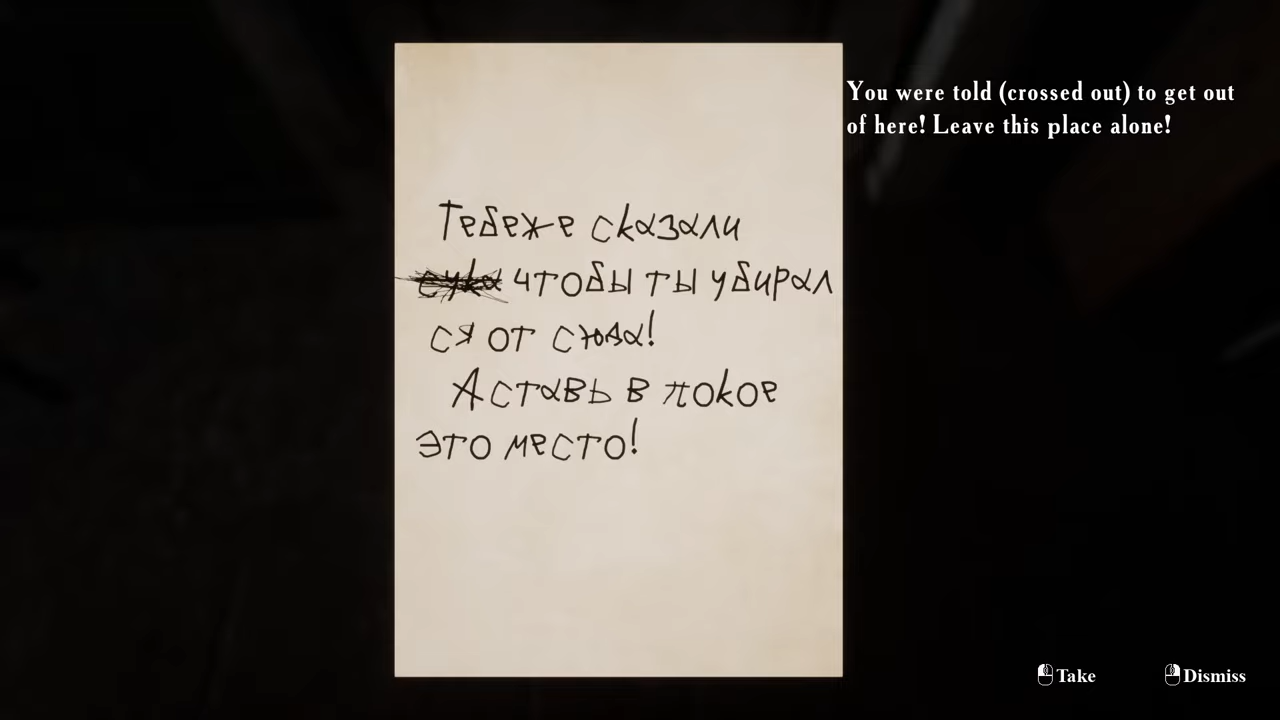 Тебеже сказали
сука чтобы ты убирал
ся от сюда!
Аставь в покое
это место!
You were told (crossed out) to get out
of here! Leave this place alone!
Take Dismiss